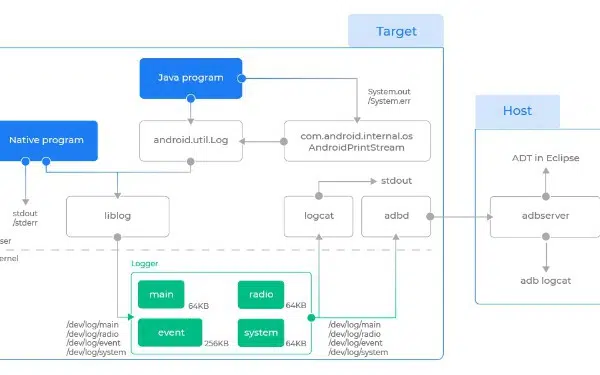 Target
Java program
System.out
/System.err
Host
Native program
android.util.Log
com.android.internal.os
AndroidPrintStream
ADT in Eclipse
stdout
stdout
/stderr
liblog
logcat
adbd
adbserver
ser
ernel
Logger
adb logcat
main
64KB
radio
64KB
event
256KB
system
64KB
/dev/log/main
/dev/log/radio
/dev/log/event
/dev/log/system
/dev/log/main
/dev/log/radio
/dev/log/event
/dev/log/system